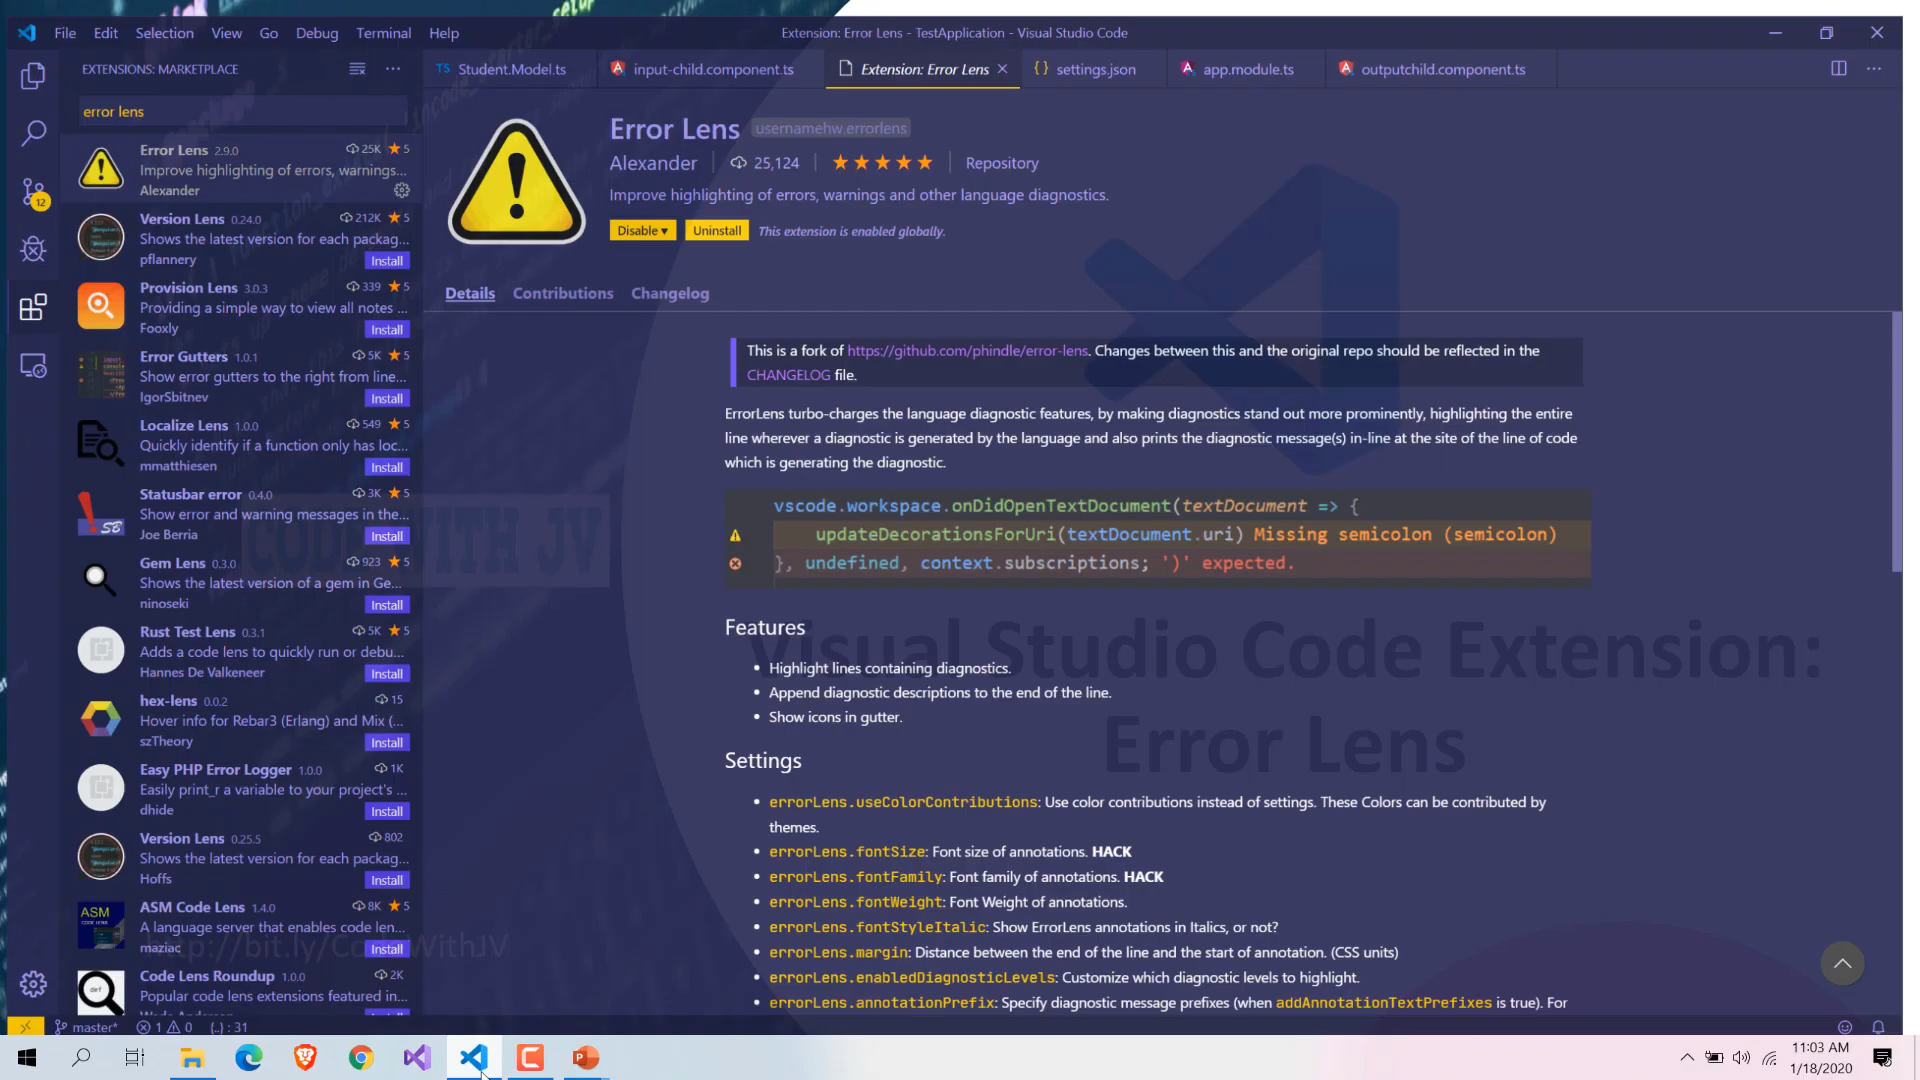 File Edit Selection View Go Debug Terminal Help
Extension: Error Lens - TestApplication - Visual Studio Code
EXTENSIONS: MARKETPLACE
TS Student.Model.ts
input-child.component.ts
Extension: Error Lens
{} settings.json
app.module.ts
outputchild.component.ts
error lens
Error Lens 2.9.0 25K 5
Improve highlighting of errors, warnings...
Alexander
Version Lens 0.24.0 212K 5
Shows the latest version for each packag...
pflannery Install
Provision Lens 3.0.3 339 5
Providing a simple way to view all notes ...
Fooxly Install
Error Gutters 1.0.1 5K 5
Show error gutters to the right from line...
IgorSbitnev Install
Localize Lens 1.0.0 549 5
Quickly identify if a function only has loc...
mmatthiesen Install
Statusbar error 0.4.0 3K 5
Show error and warning messages in the...
Joe Berria Install
Gem Lens 0.3.0 923 5
Shows the latest version of a gem in Ge...
ninoseki Install
Rust Test Lens 0.3.1 5K 5
Adds a code lens to quickly run or debu...
Hannes De Valkeneer Install
hex-lens 0.0.2 15
Hover info for Rebar3 (Erlang) and Mix (...
szTheory Install
Easy PHP Error Logger 1.0.0 1K
Easily print_r a variable to your project's ...
dhide Install
Version Lens 0.25.5 802
Shows the latest version for each packag...
Hoffs Install
ASM Code Lens 1.4.0 8K 5
A language server that enables code len...
maziac Install
Code Lens Roundup 1.0.0 2K
Popular code lens extensions featured in...
Error Lens usernamehw.errorlens
Alexander 25,124 Repository
Improve highlighting of errors, warnings and other language diagnostics.
Disable Uninstall This extension is enabled globally.
Details Contributions Changelog
This is a fork of https://github.com/phindle/error-lens. Changes between this and the original repo should be reflected in the
CHANGELOG file.
ErrorLens turbo-charges the language diagnostic features, by making diagnostics stand out more prominently, highlighting the entire
line wherever a diagnostic is generated by the language and also prints the diagnostic message(s) in-line at the site of the line of code
which is generating the diagnostic.
vscode.workspace.onDidOpenTextDocument(textDocument => {
updateDecorationsForUri(textDocument.uri) Missing semicolon (semicolon)
}, undefined, context.subscriptions; ')' expected.
Features
Highlight lines containing diagnostics.
Append diagnostic descriptions to the end of the line.
Show icons in gutter.
Settings
errorLens.useColorContributions: Use color contributions instead of settings. These Colors can be contributed by
themes.
errorLens.fontSize: Font size of annotations. HACK
errorLens.fontFamily: Font family of annotations. HACK
errorLens.fontWeight: Font Weight of annotations.
errorLens.fontStyleItalic: Show ErrorLens annotations in Italics, or not?
errorLens.margin: Distance between the end of the line and the start of annotation. (CSS units)
errorLens.enabledDiagnosticLevels: Customize which diagnostic levels to highlight.
errorLens.annotationPrefix: Specify diagnostic message prefixes (when addAnnotationTextPrefixes is true). For
CODE WITH JV
Visual Studio Code Extension:
Error Lens
12
master* 1 0 {..} : 31
11:03 AM
1/18/2020